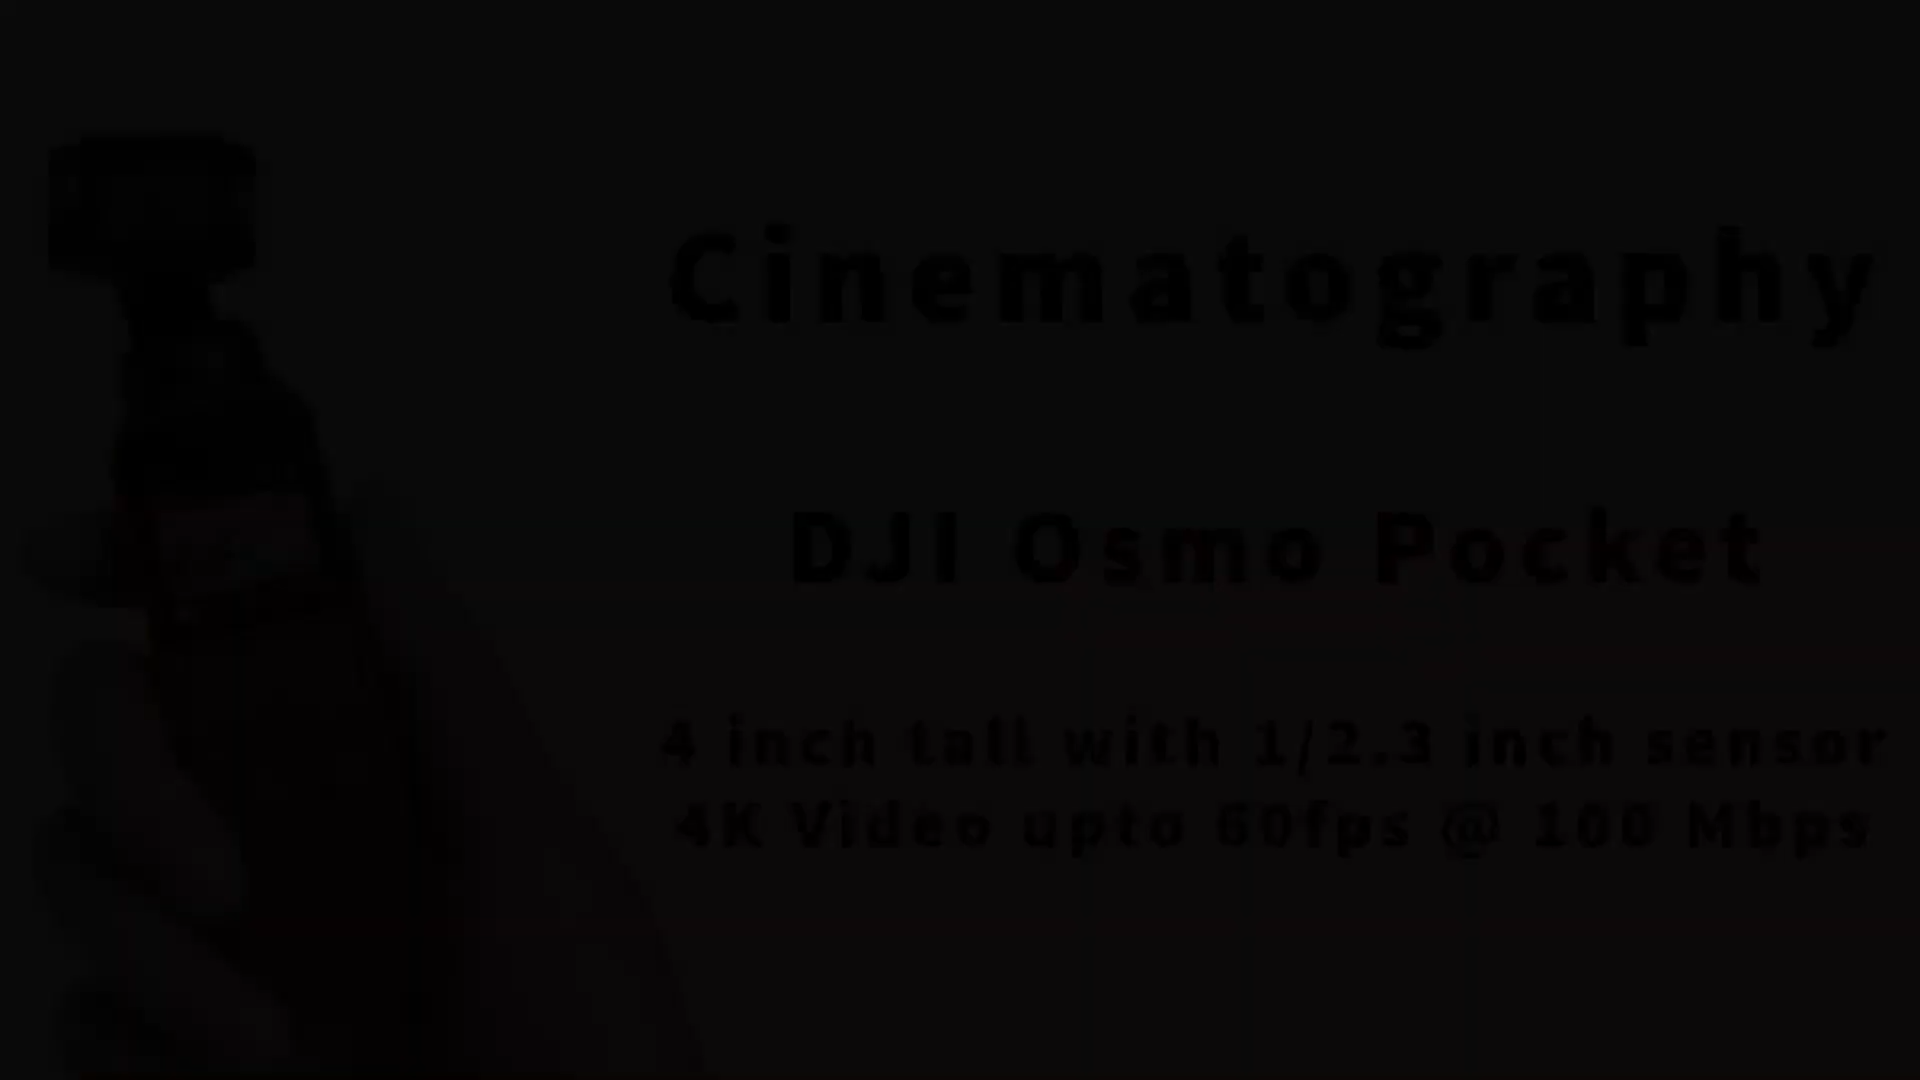 Cinematography
DJI Osmo Pocket
4 inch tall with 1/2.3 inch sensor
4K Video upto 60fps @ 100 Mbps